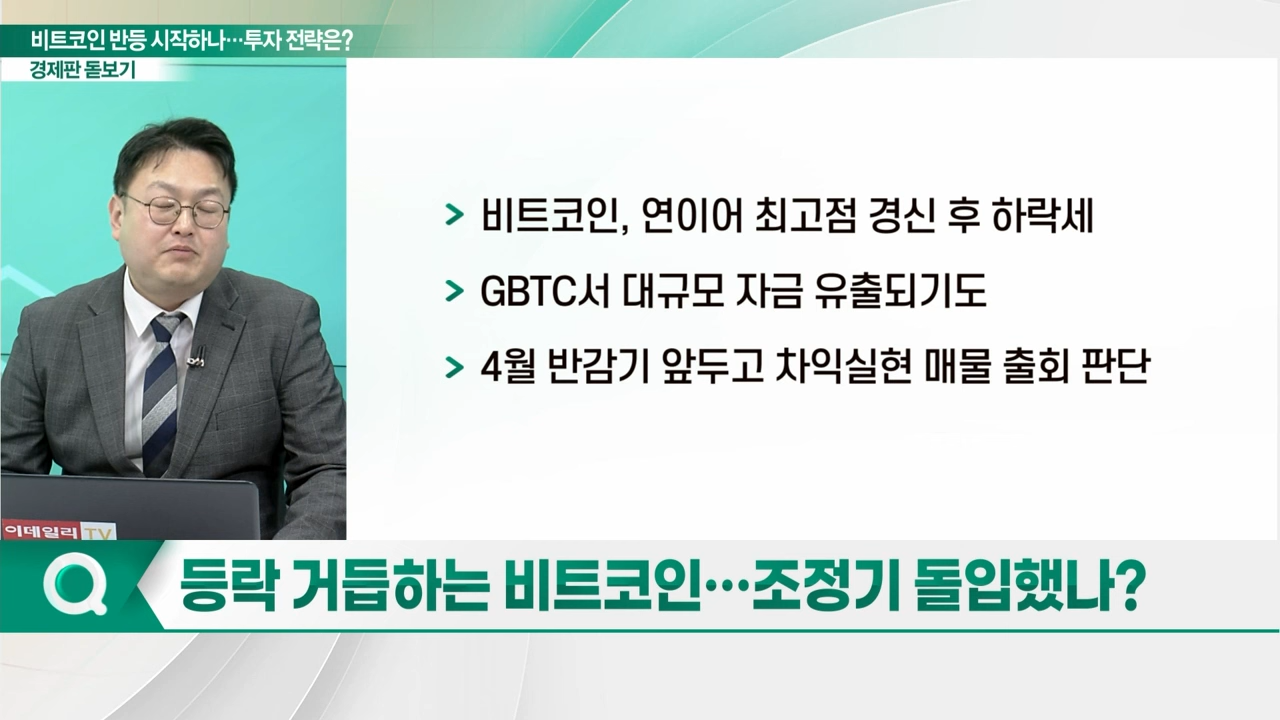 비트코인 반등 시작하나…투자 전략은?
경제판 돋보기
> 비트코인, 연이어 최고점 경신 후 하락세
> GBTC서 대규모 자금 유출되기도
> 4월 반감기 앞두고 차익실현 매물 출회 판단
이데일리 TV
등락 거듭하는 비트코인…조정기 돌입했나?